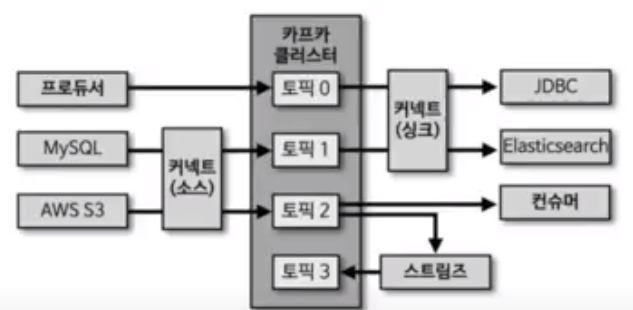 카프카
클러스터
프로듀서
토픽 0
커넥트
(싱크)
JDBC
MySQL
커넥트
(소스)
토픽 1
Elasticsearch
AWS S3
토픽 2
컨슈머
토픽 3
스트림즈